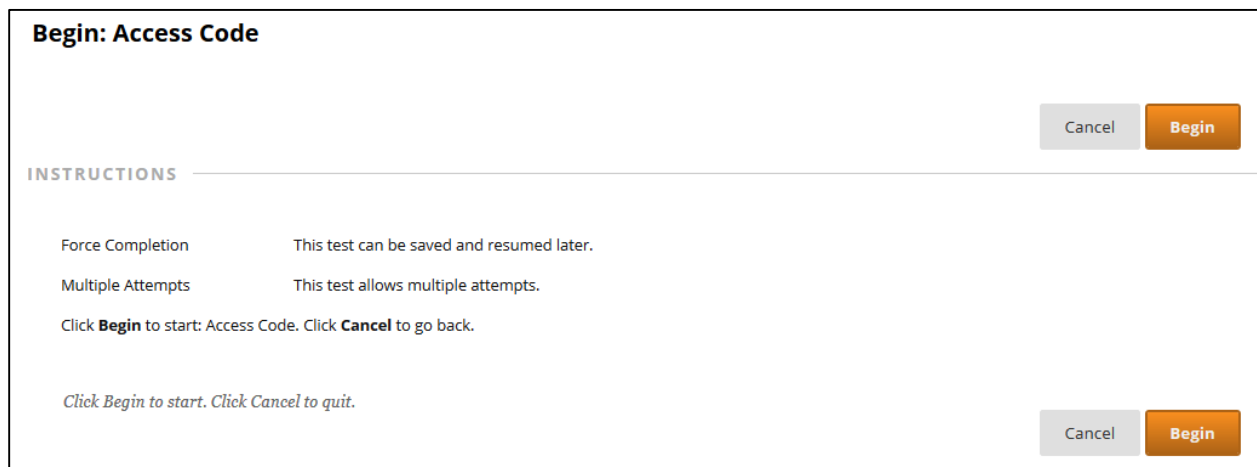 Begin: Access Code
Cancel Begin
INSTRUCTIONS
Force Completion This test can be saved and resumed later.
Multiple Attempts This test allows multiple attempts.
Click Begin to start: Access Code. Click Cancel to go back.
Click Begin to start. Click Cancel to quit.
Cancel Begin